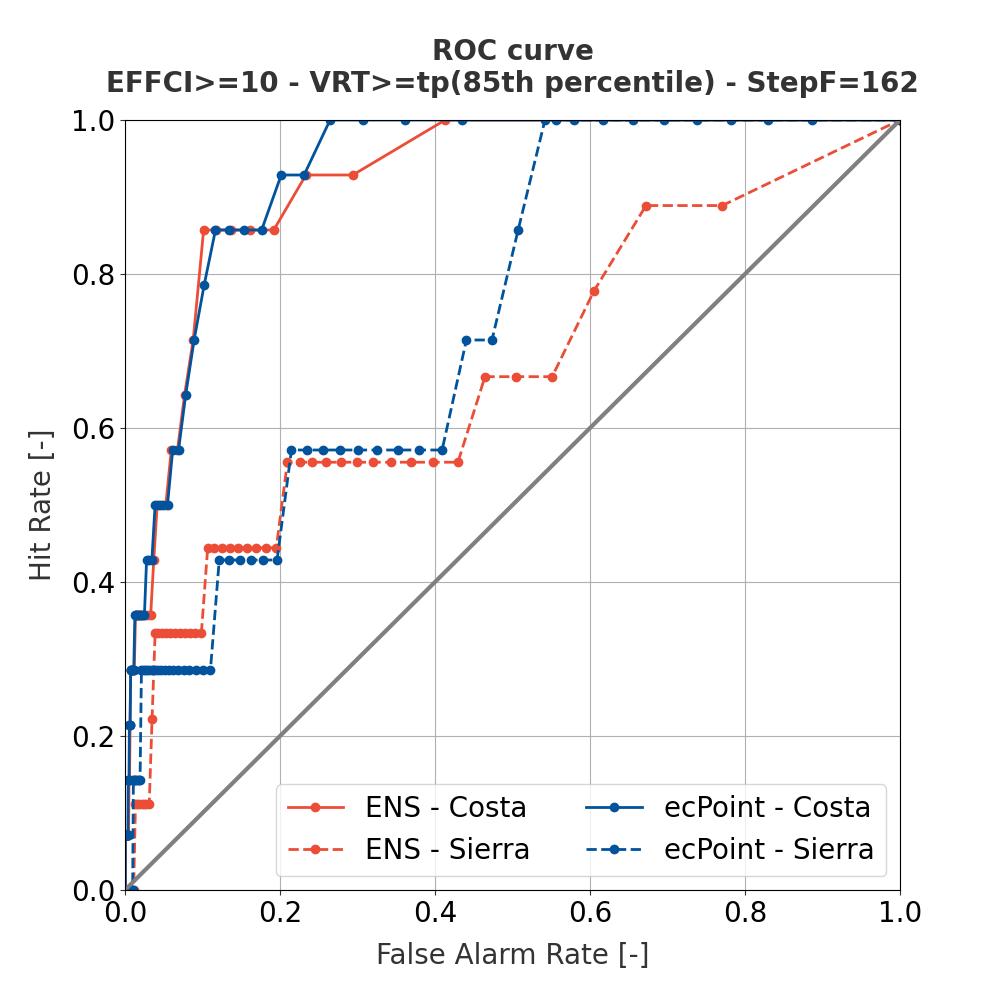 ROC curve
EFFCI>=10 - VRT>=tp(85th percentile) - StepF=162
1.0
0.8
0.6
0.4
0.2
0.0
Hit Rate [-]
ENS - Costa
ENS - Sierra
ecPoint - Costa
ecPoint - Sierra
0.0 0.2 0.4 0.6 0.8 1.0
False Alarm Rate [-]